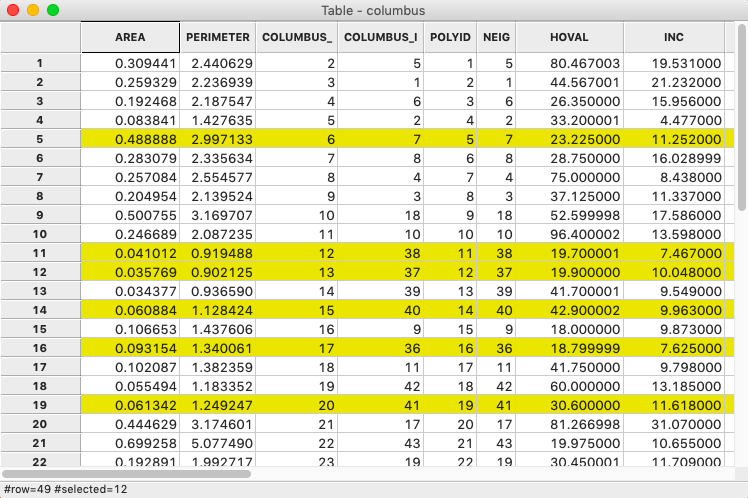 Table - columbus
AREA PERIMETER COLUMBUS_ COLUMBUS_I POLYID NEIG HOVAL INC
1 0.309441 2.440629 2 5 1 5 80.467003 19.531000
2 0.259329 2.236939 3 1 2 1 44.567001 21.232000
3 0.192468 2.187547 4 6 3 6 26.350000 15.956000
4 0.083841 1.427635 5 2 4 2 33.200001 4.477000
5 0.488888 2.997133 6 7 5 7 23.225000 11.252000
6 0.283079 2.335634 7 8 6 8 28.750000 16.028999
7 0.257084 2.554577 8 4 7 4 75.000000 8.438000
8 0.204954 2.139524 9 3 8 3 37.125000 11.337000
9 0.500755 3.169707 10 18 9 18 52.599998 17.586000
10 0.246689 2.087235 11 10 10 10 96.400002 13.598000
11 0.041012 0.919488 12 38 11 38 19.700001 7.467000
12 0.035769 0.902125 13 37 12 37 19.900000 10.048000
13 0.034377 0.936590 14 39 13 39 41.700001 9.549000
14 0.060884 1.128424 15 40 14 40 42.900002 9.963000
15 0.106653 1.437606 16 9 15 9 18.000000 9.873000
16 0.093154 1.340061 17 36 16 36 18.799999 7.625000
17 0.102087 1.382359 18 11 17 11 41.750000 9.798000
18 0.055494 1.183352 19 42 18 42 60.000000 13.185000
19 0.061342 1.249247 20 41 19 41 30.600000 11.618000
20 0.444629 3.174601 21 17 20 17 81.266998 31.070000
21 0.699258 5.077490 22 43 21 43 19.975000 10.655000
22 0.192891 1.992717 23 19 22 19 30.450001 11.709000
#row=49 #selected=12